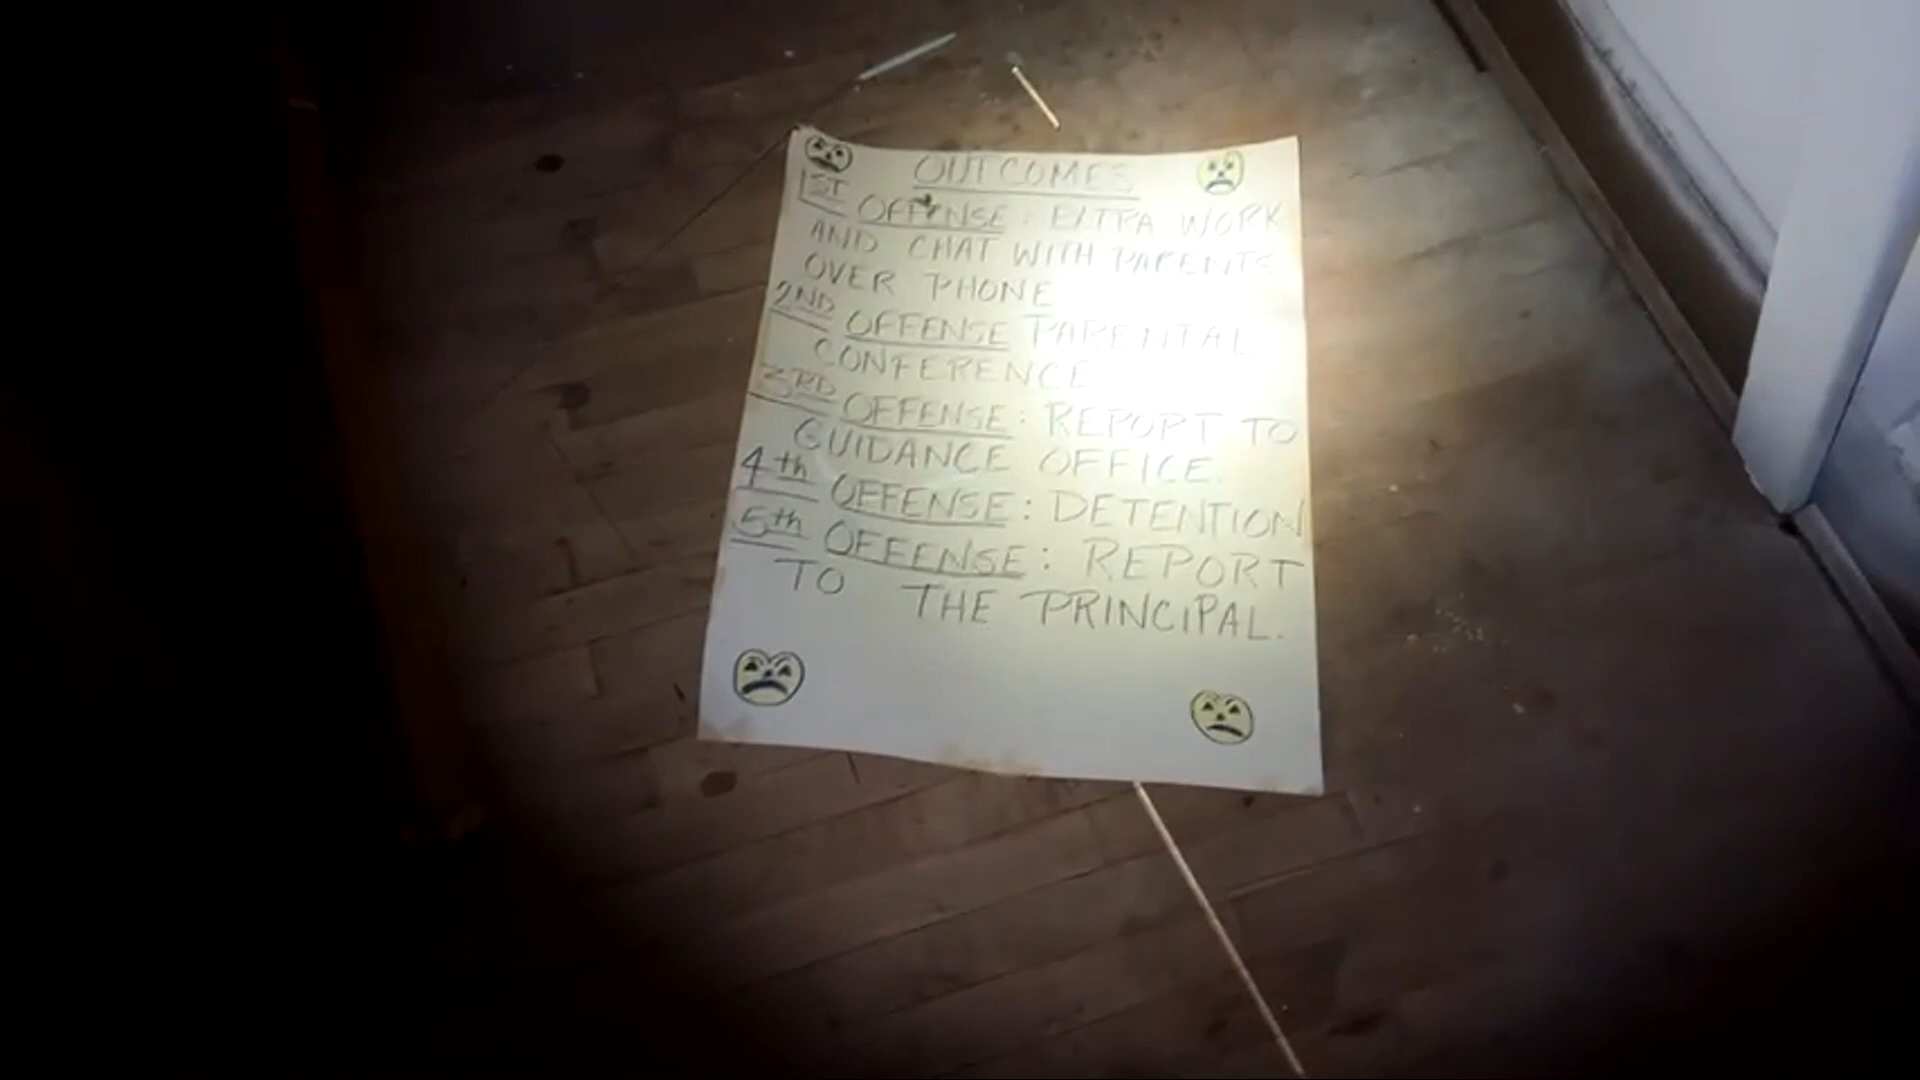 OUTCOMES
1ST OFFENSE: EXTRA WORK
AND CHAT WITH PARENTS
OVER PHONE
2ND OFFENSE PARENTAL
CONFERENCE
3RD OFFENSE: REPORT TO
GUIDANCE OFFICE.
4th OFFENSE: DETENTION
5th OFFENSE: REPORT
TO THE PRINCIPAL.